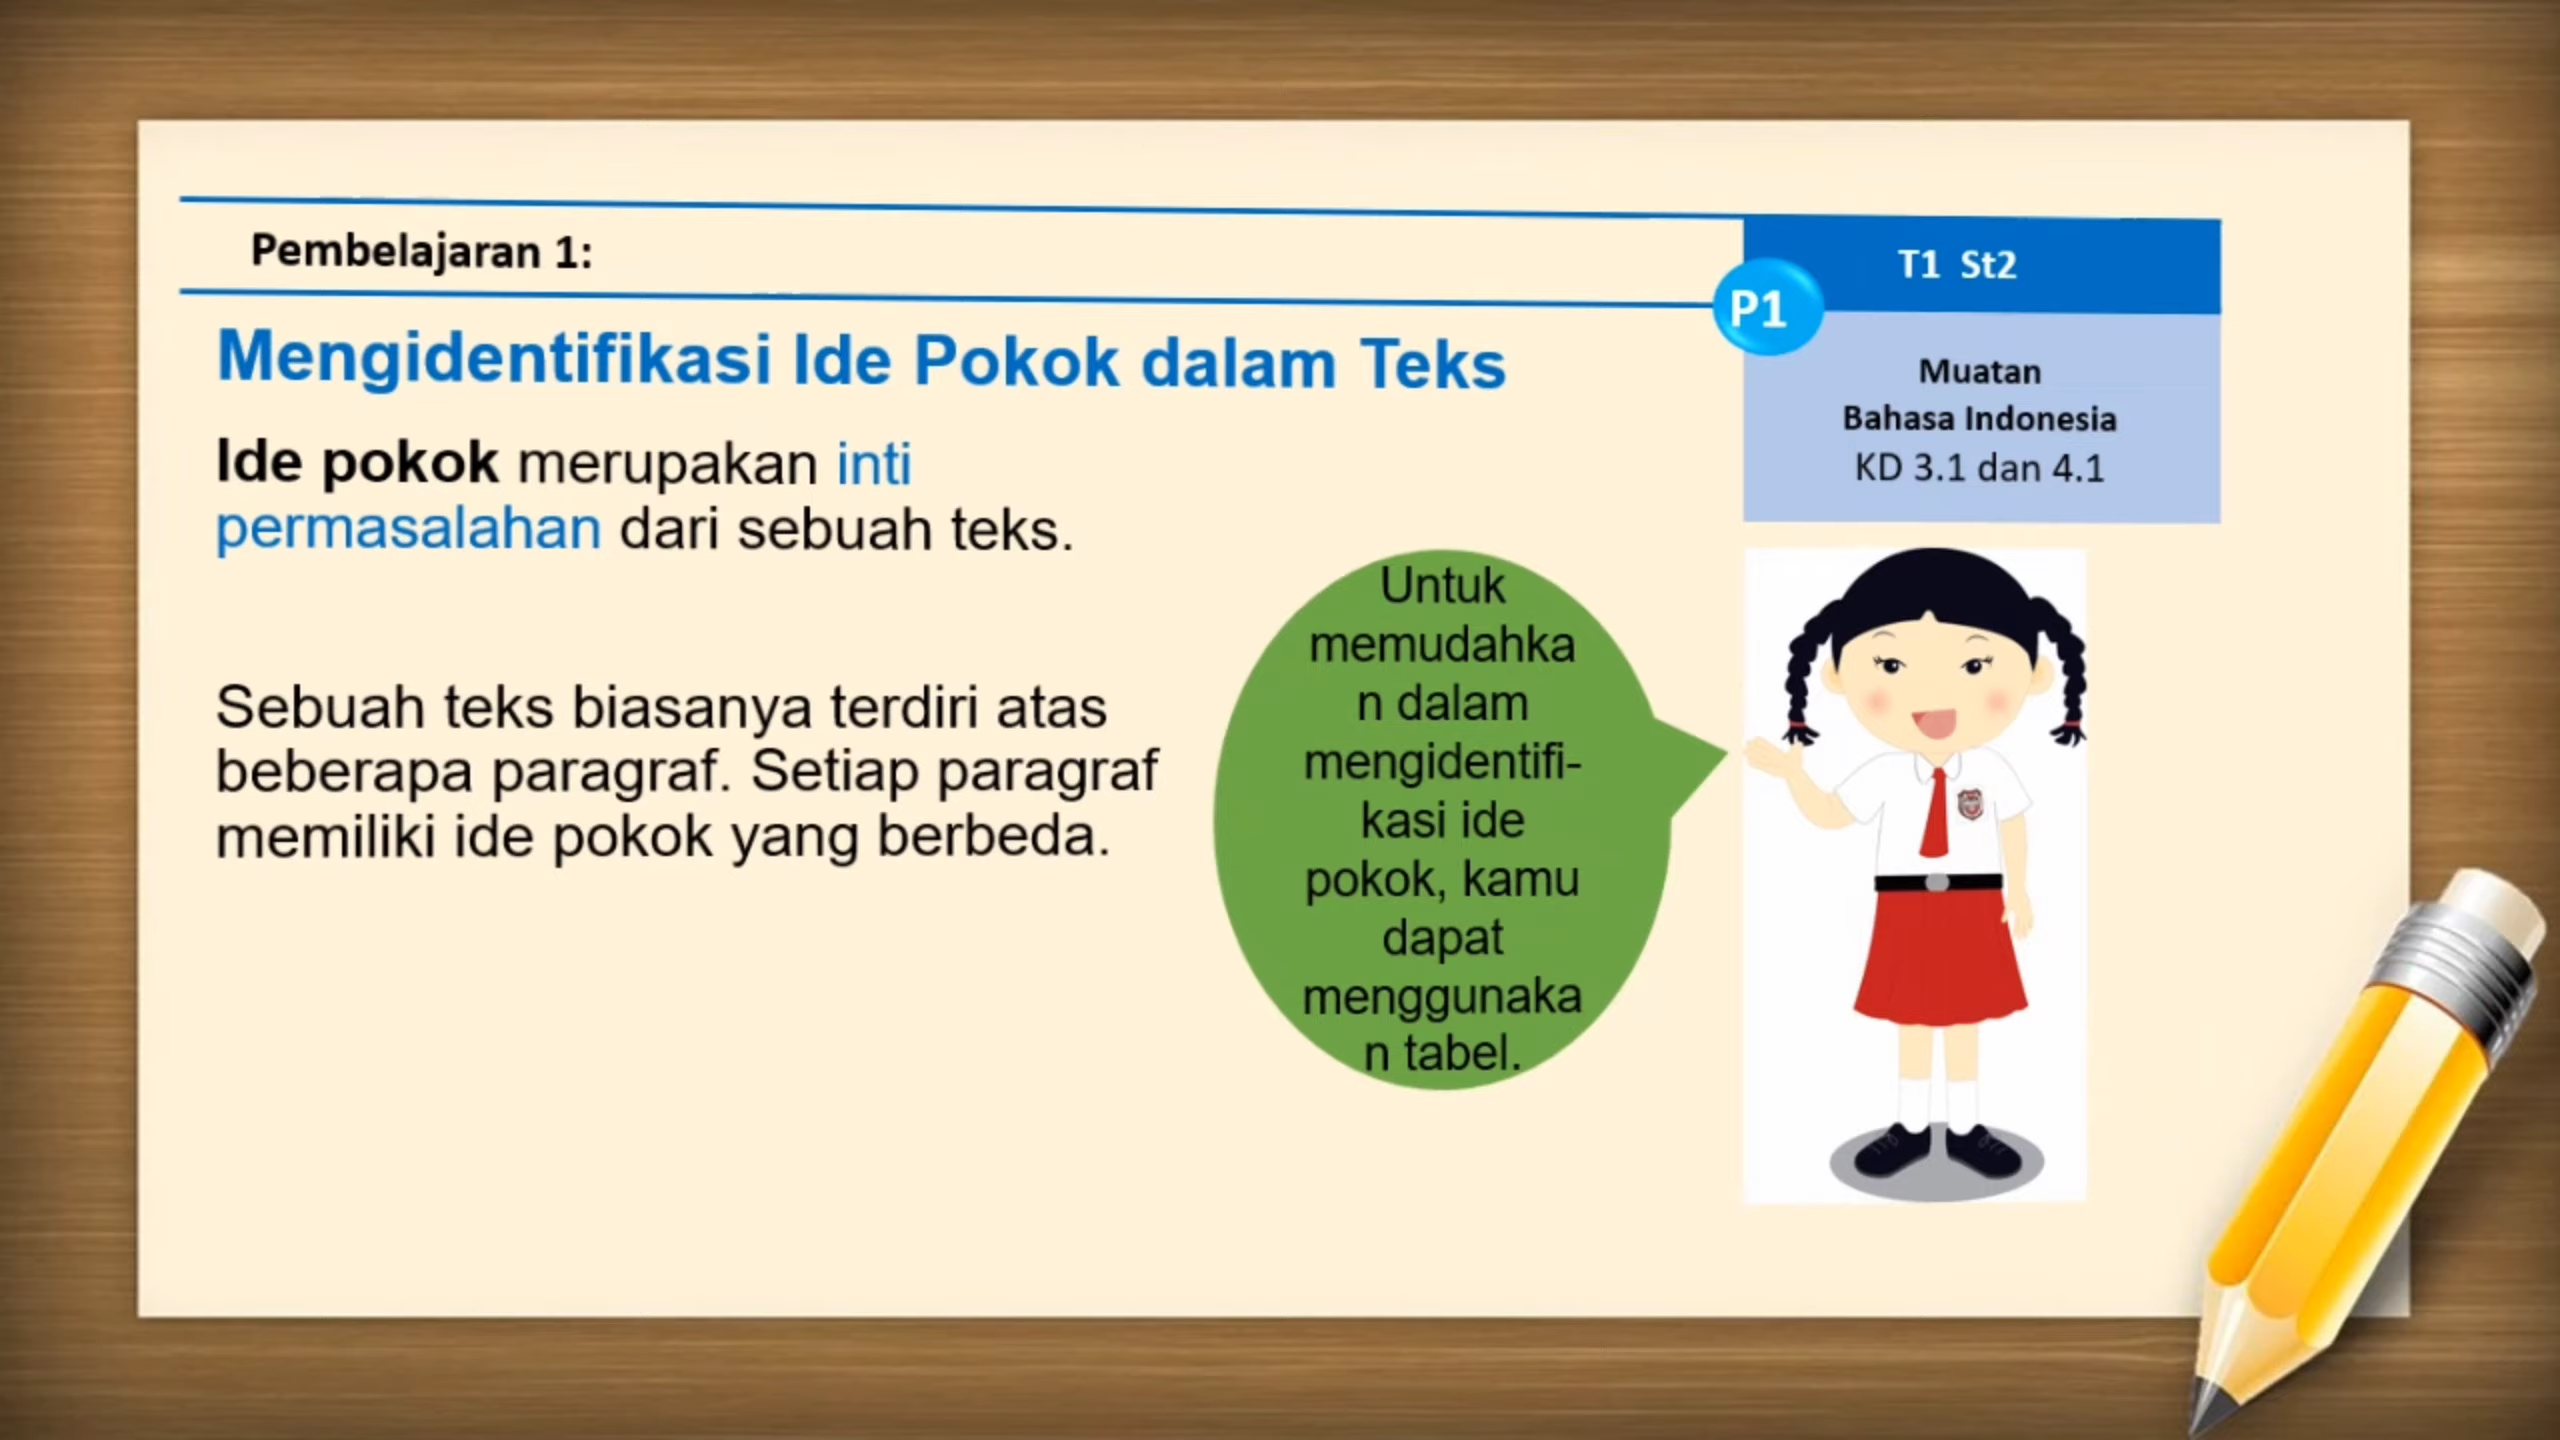 Pembelajaran 1:
T1 St2
P1
Muatan
Bahasa Indonesia
KD 3.1 dan 4.1
Mengidentifikasi Ide Pokok dalam Teks
Ide pokok merupakan inti
permasalahan dari sebuah teks.
Sebuah teks biasanya terdiri atas
beberapa paragraf. Setiap paragraf
memiliki ide pokok yang berbeda.
Untuk
memudahka
n dalam
mengidentifi-
kasi ide
pokok, kamu
dapat
menggunaka
n tabel.